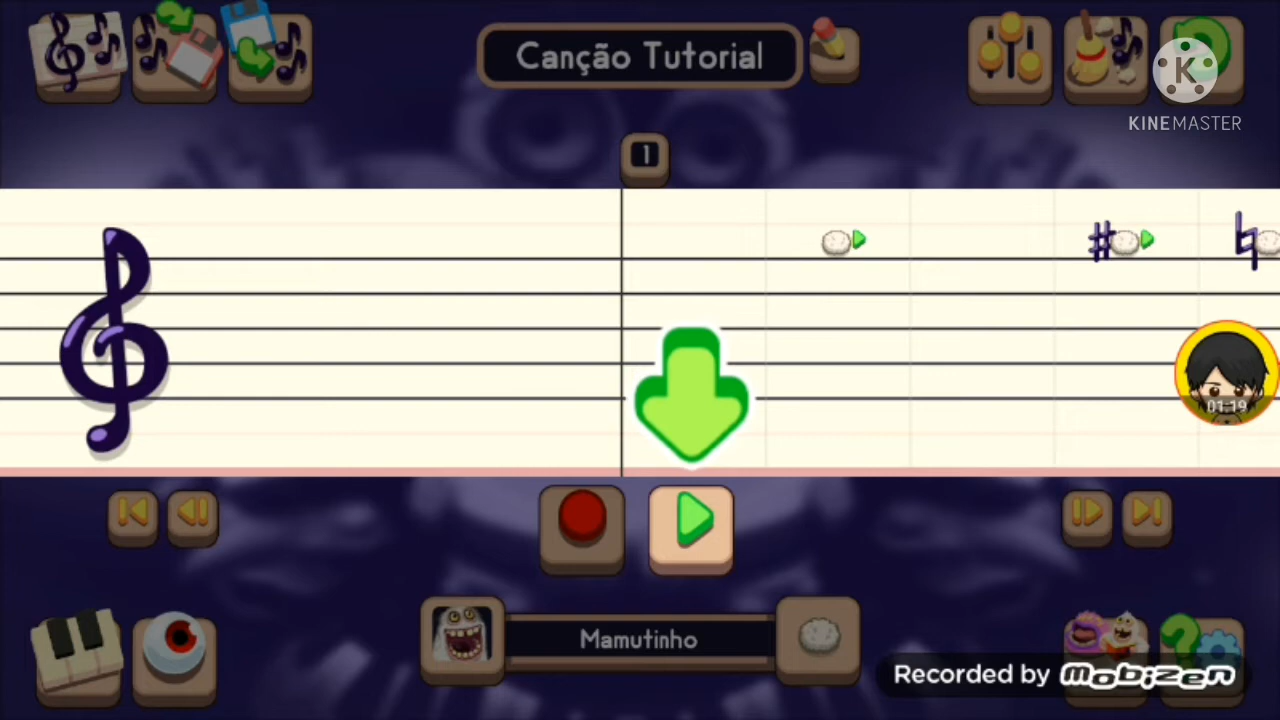 Canção Tutorial
K
KINEMASTER
1
01:19
Mamutinho
Recorded by mobizen